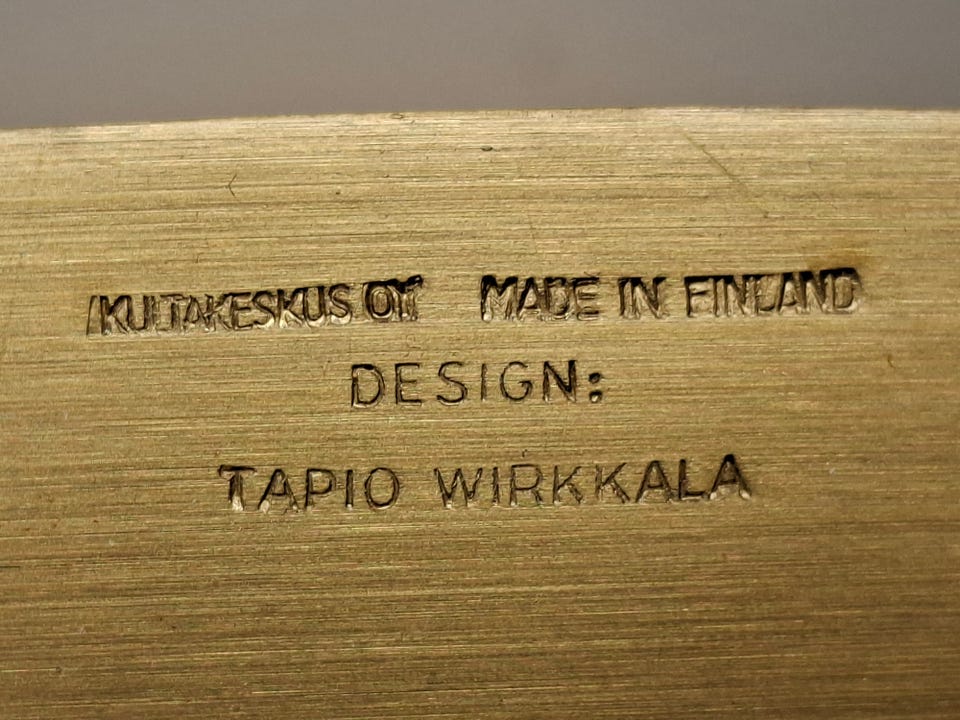 KULTAKESKUS OY MADE IN FINLAND
DESIGN:
TAPIO WIRKKALA